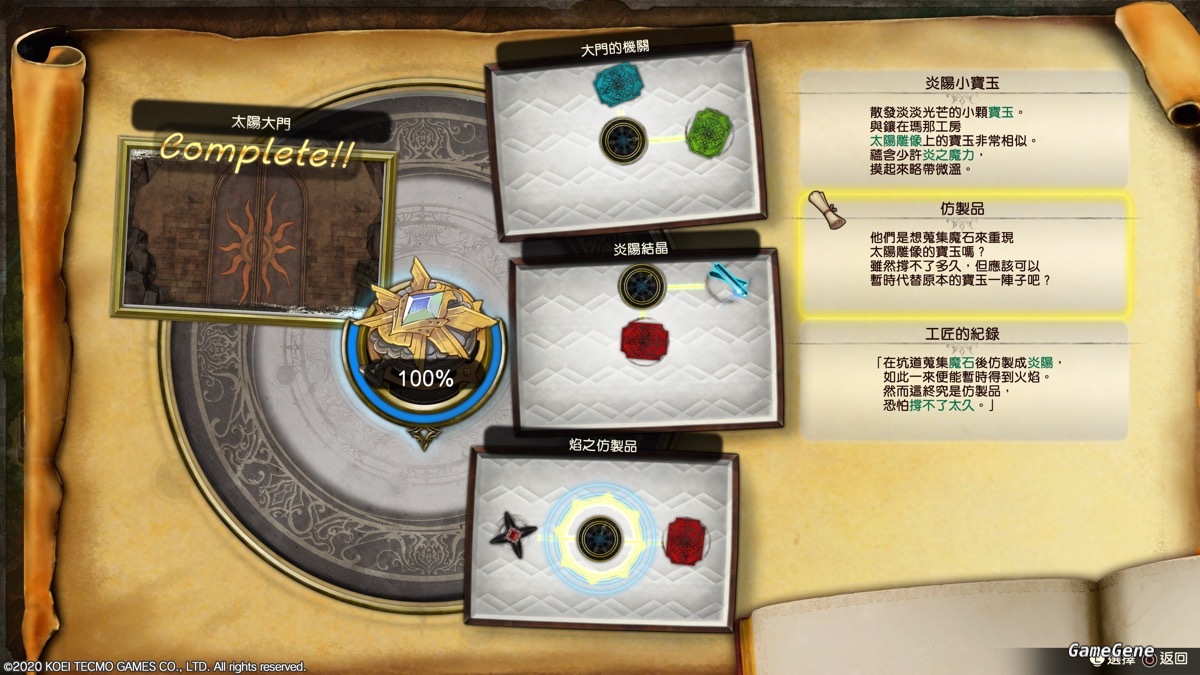 太陽大門
Complete!!
100%
大門的機關
炎陽結晶
焰之仿製品
炎陽小寶玉
散發淡淡光芒的小顆寶玉。
與鑲在瑪那工房
太陽雕像上的寶玉非常相似。
蘊含少許炎之魔力，
摸起來略帶微溫。
仿製品
他們是想蒐集魔石來重現
太陽雕像的寶玉嗎？
雖然撐不了多久，但應該可以
暫時代替原本的寶玉一陣子吧？
工匠的紀錄
「在坑道蒐集魔石後仿製成炎陽，
如此一來便能暫時得到火焰。
然而這終究是仿製品，
恐怕撐不了太久。」
GameGene
L 選擇 返回
©2020 KOEI TECMO GAMES CO., LTD. All rights reserved.